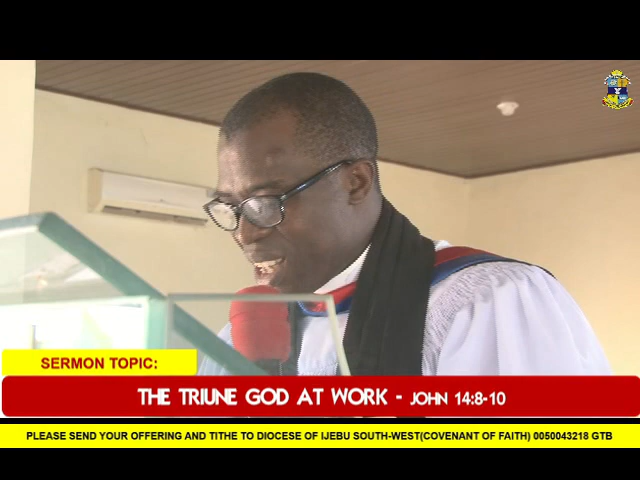 SERMON TOPIC:
THE TRIUNE GOD AT WORK - JOHN 14:8-10
PLEASE SEND YOUR OFFERING AND TITHE TO DIOCESE OF IJEBU SOUTH-WEST(COVENANT OF FAITH) 0050043218 GTB